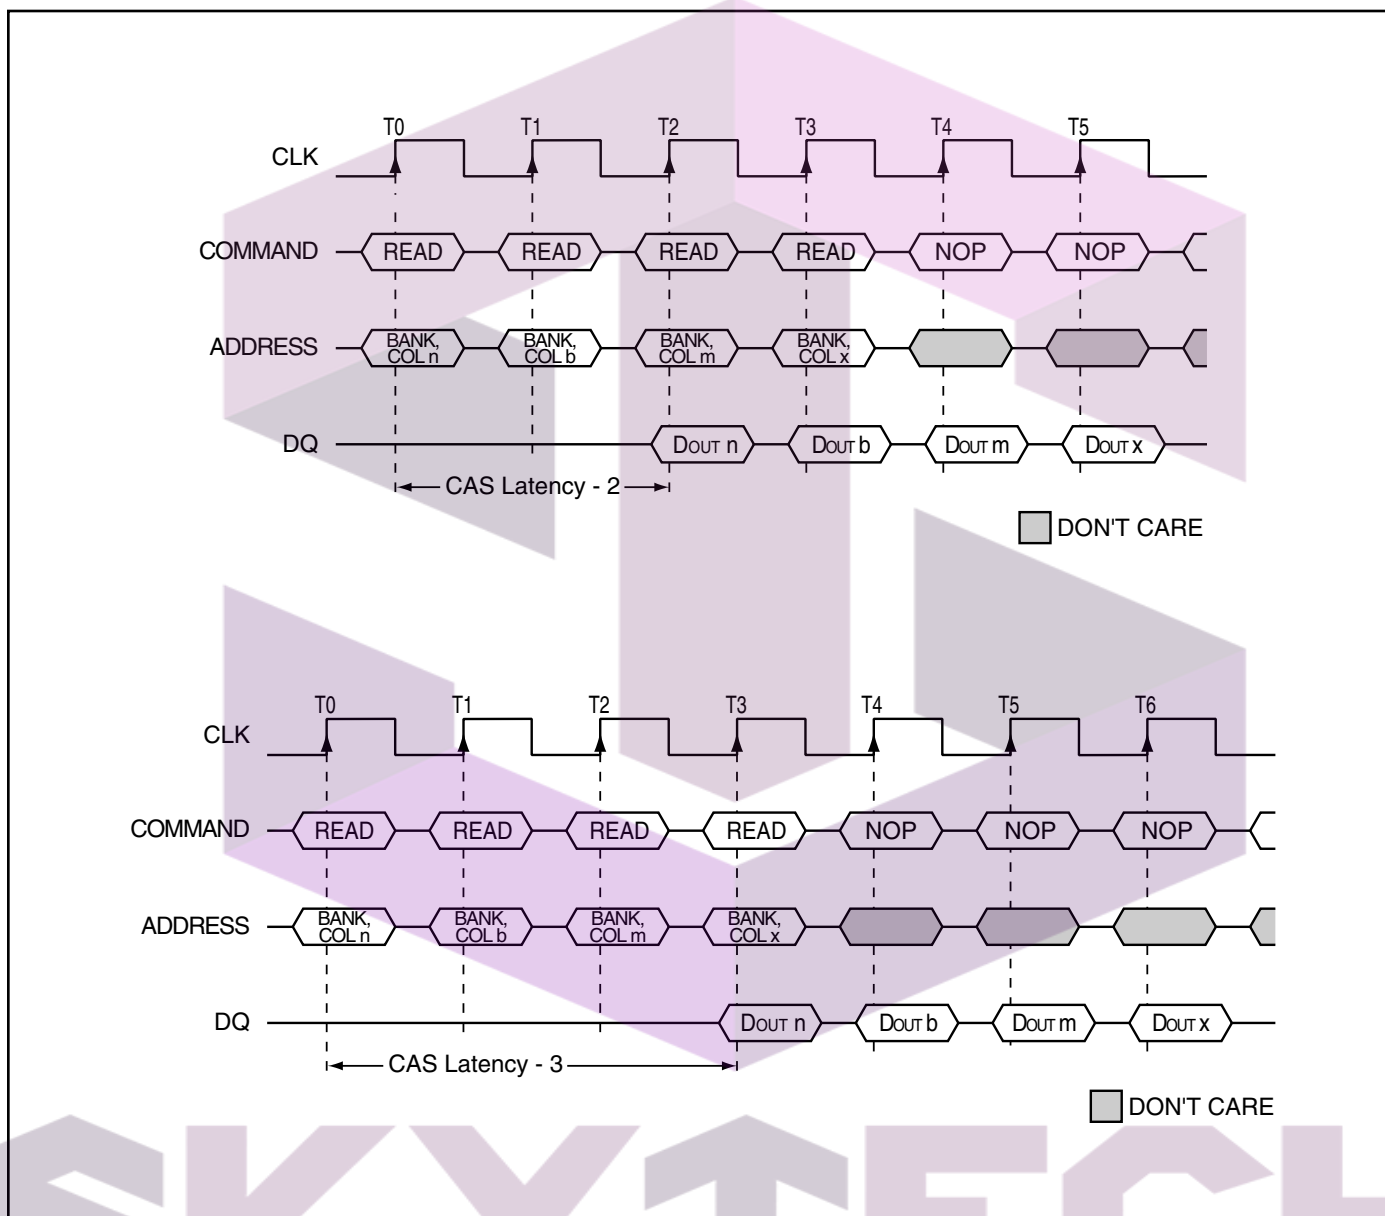 T0 T1 T2 T3 T4 T5
CLK
COMMAND READ READ READ READ NOP NOP
ADDRESS BANK, COL n BANK, COL b BANK, COL m BANK, COL x
DQ DOUT n DOUT b DOUT m DOUT x
CAS Latency - 2
DON'T CARE
T0 T1 T2 T3 T4 T5 T6
CLK
COMMAND READ READ READ READ NOP NOP NOP
ADDRESS BANK, COL n BANK, COL b BANK, COL m BANK, COL x
DQ DOUT n DOUT b DOUT m DOUT x
CAS Latency - 3
DON'T CARE
SKYTECH